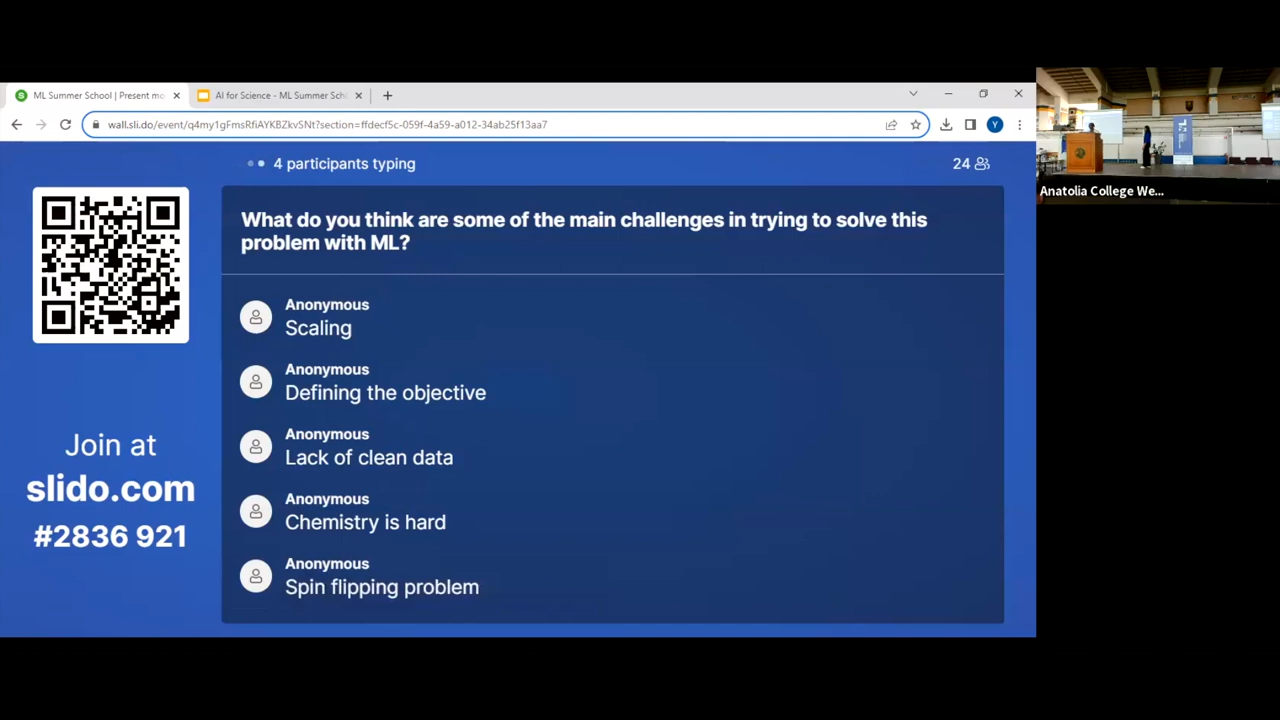 ML Summer School | Present mo
AI for Science - ML Summer Scho
wall.sli.do/event/q4my1gFmsRfiAYKBZkvSNt?section=ffdecf5c-059f-4a59-a012-34ab25f13aa7
Y
4 participants typing
24
Anatolia College We...
What do you think are some of the main challenges in trying to solve this
problem with ML?
Anonymous
Scaling
Anonymous
Defining the objective
Anonymous
Lack of clean data
Anonymous
Chemistry is hard
Anonymous
Spin flipping problem
Join at
slido.com
#2836 921